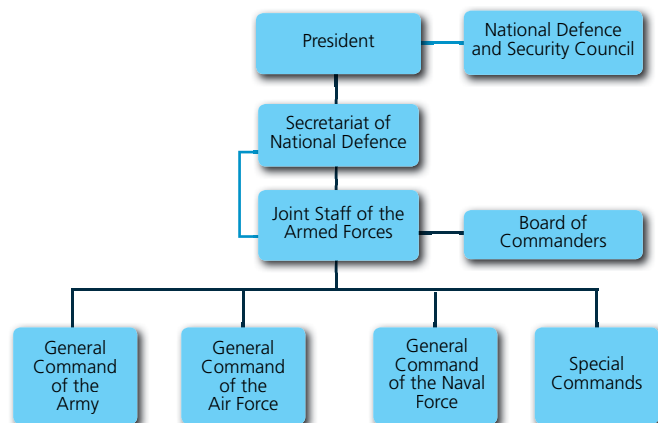 President
National Defence
and Security Council
Secretariat of
National Defence
Joint Staff of the
Armed Forces
Board of
Commanders
General
Command
of the
Army
General
Command
of the
Air Force
General
Command
of the Naval
Force
Special
Commands